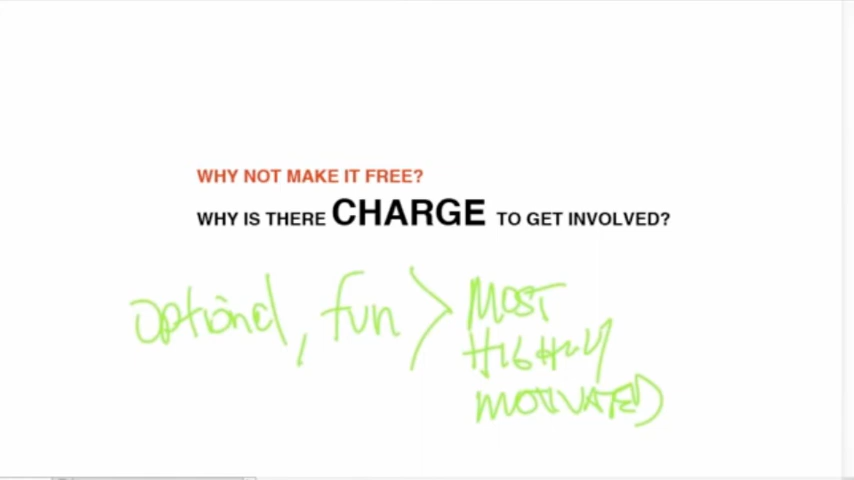 WHY NOT MAKE IT FREE?
WHY IS THERE CHARGE TO GET INVOLVED?
optional, fun > MOST
HIGHLY
MOTIVATED